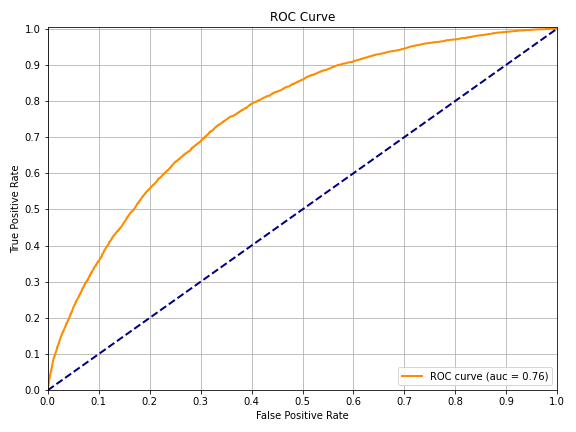 ROC Curve
1.0
0.9
0.8
0.7
0.6
0.5
0.4
0.3
0.2
0.1
0.0
True Positive Rate
ROC curve (auc = 0.76)
0.0 0.1 0.2 0.3 0.4 0.5 0.6 0.7 0.8 0.9 1.0
False Positive Rate